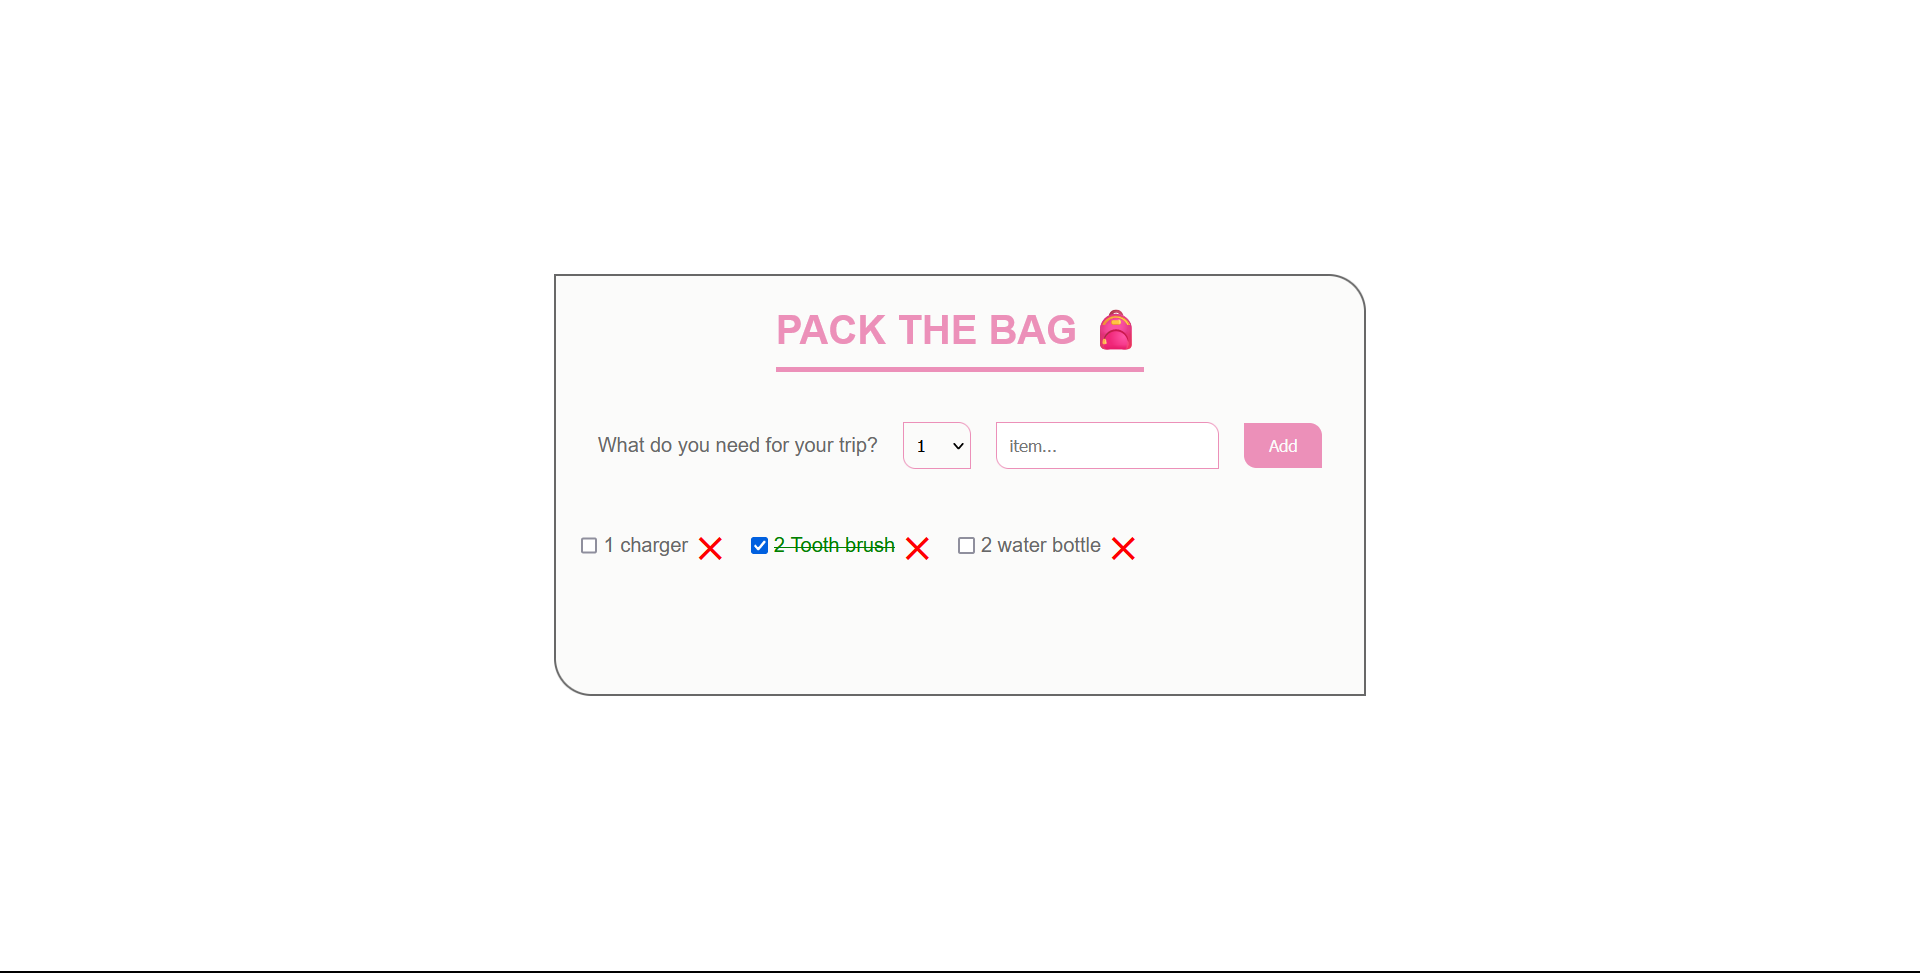 PACK THE BAG 🎒
What do you need for your trip? 1 item... Add
1 charger ❌ 2 Tooth brush ❌ 2 water bottle ❌